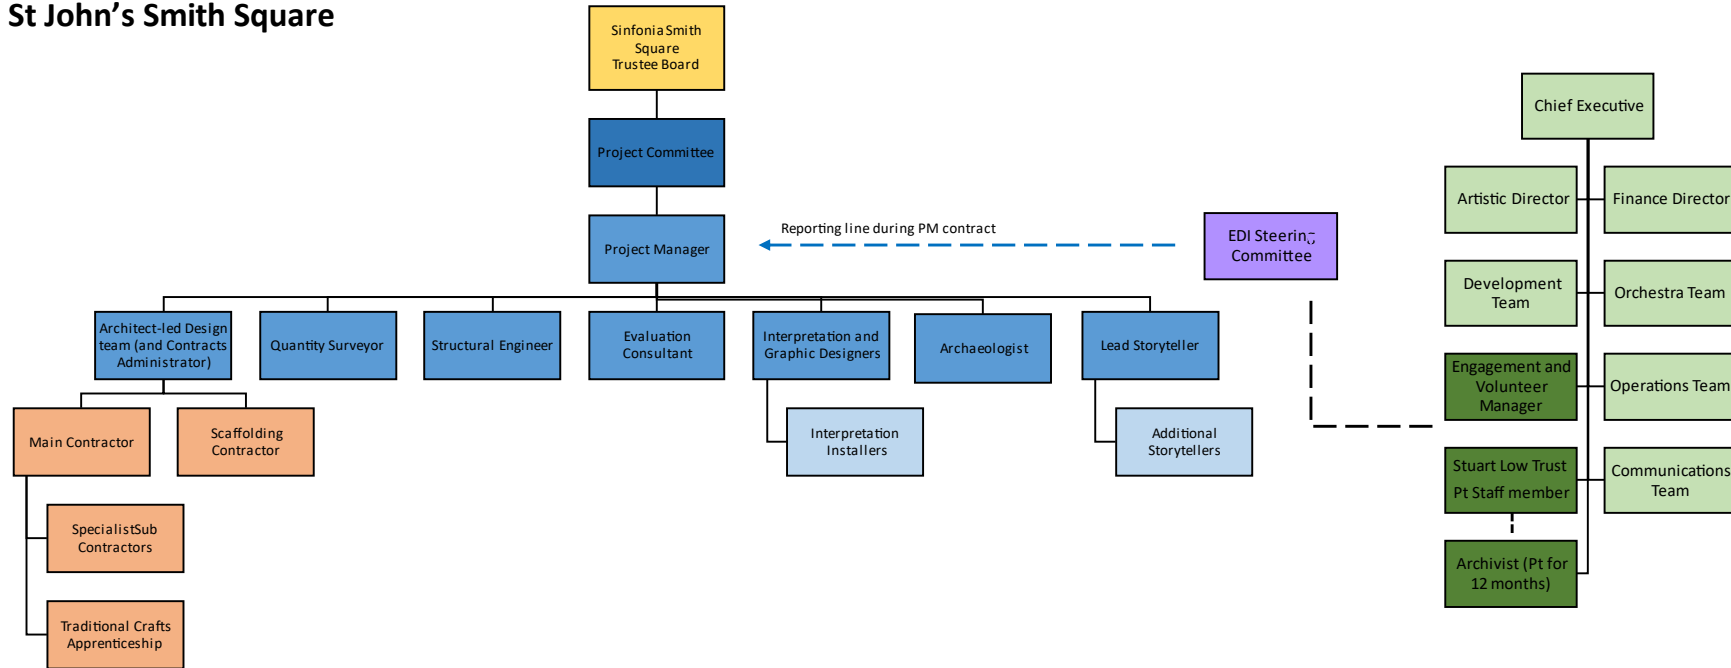 St John’s Smith Square
Sinfonia Smith
Square
Trustee Board
Project Committee
Project Manager
Reporting line during PM contract
EDI Steering
Committee
Architect-led Design
team (and Contracts
Administrator)
Quantity Surveyor
Structural Engineer
Evaluation
Consultant
Interpretation and
Graphic Designers
Archaeologist
Lead Storyteller
Main Contractor
Scaffolding
Contractor
Interpretation
Installers
Additional
Storytellers
SpecialistSub
Contractors
Traditional Crafts
Apprenticeship
Chief Executive
Artistic Director
Finance Director
Development
Team
Orchestra Team
Engagement and
Volunteer
Manager
Operations Team
Stuart Low Trust
Pt Staff member
Communications
Team
Archivist (Pt for
12 months)